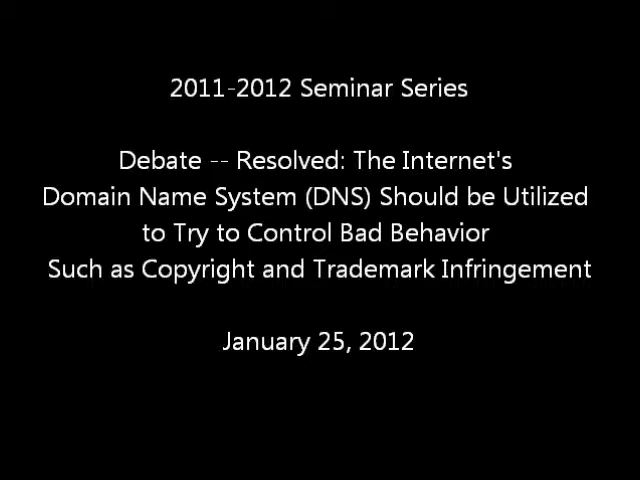 2011-2012 Seminar Series
Debate -- Resolved: The Internet's
Domain Name System (DNS) Should be Utilized
to Try to Control Bad Behavior
Such as Copyright and Trademark Infringement
January 25, 2012